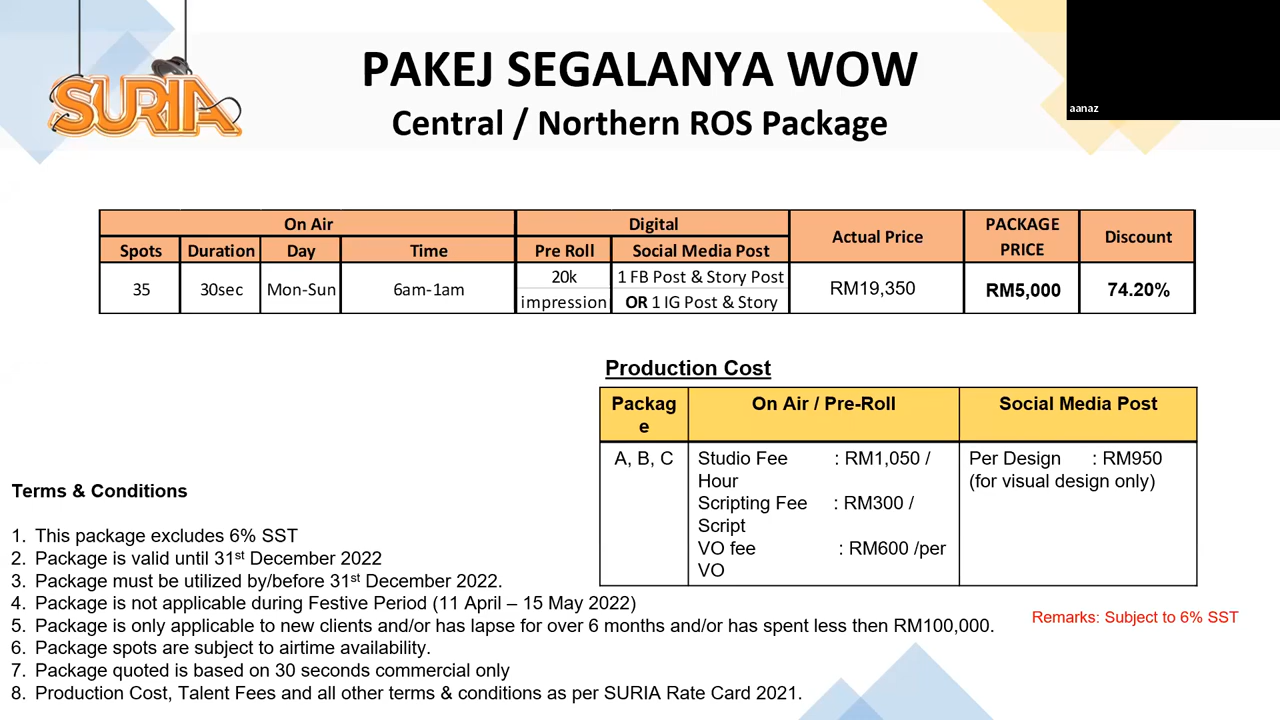 SURIA
PAKEJ SEGALANYA WOW
Central / Northern ROS Package
aanaz
On Air
Digital
Actual Price
PACKAGE
PRICE
Discount
Spots
Duration
Day
Time
Pre Roll
Social Media Post
35
30sec
Mon-Sun
6am-1am
20k
impression
1 FB Post & Story Post
OR 1 IG Post & Story
RM19,350
RM5,000
74.20%
Production Cost
Packag
e
On Air / Pre-Roll
Social Media Post
A, B, C
Studio Fee : RM1,050 /
Hour
Scripting Fee : RM300 /
Script
VO fee : RM600 /per
VO
Per Design : RM950
(for visual design only)
Terms & Conditions
1. This package excludes 6% SST
2. Package is valid until 31st December 2022
3. Package must be utilized by/before 31st December 2022.
4. Package is not applicable during Festive Period (11 April – 15 May 2022)
5. Package is only applicable to new clients and/or has lapse for over 6 months and/or has spent less then RM100,000.
6. Package spots are subject to airtime availability.
7. Package quoted is based on 30 seconds commercial only
8. Production Cost, Talent Fees and all other terms & conditions as per SURIA Rate Card 2021.
Remarks: Subject to 6% SST